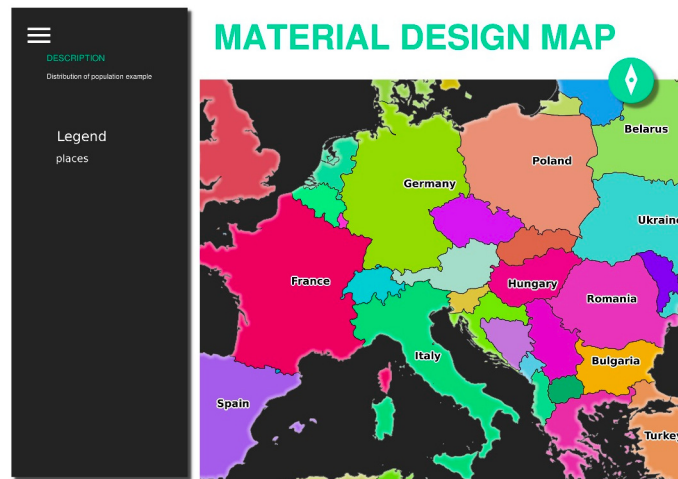 MATERIAL DESIGN MAP
DESCRIPTION
Distribution of population example
Legend
places
Belarus
Poland
Germany
Ukraine
France
Hungary
Romania
Italy
Bulgaria
Spain
Turkey